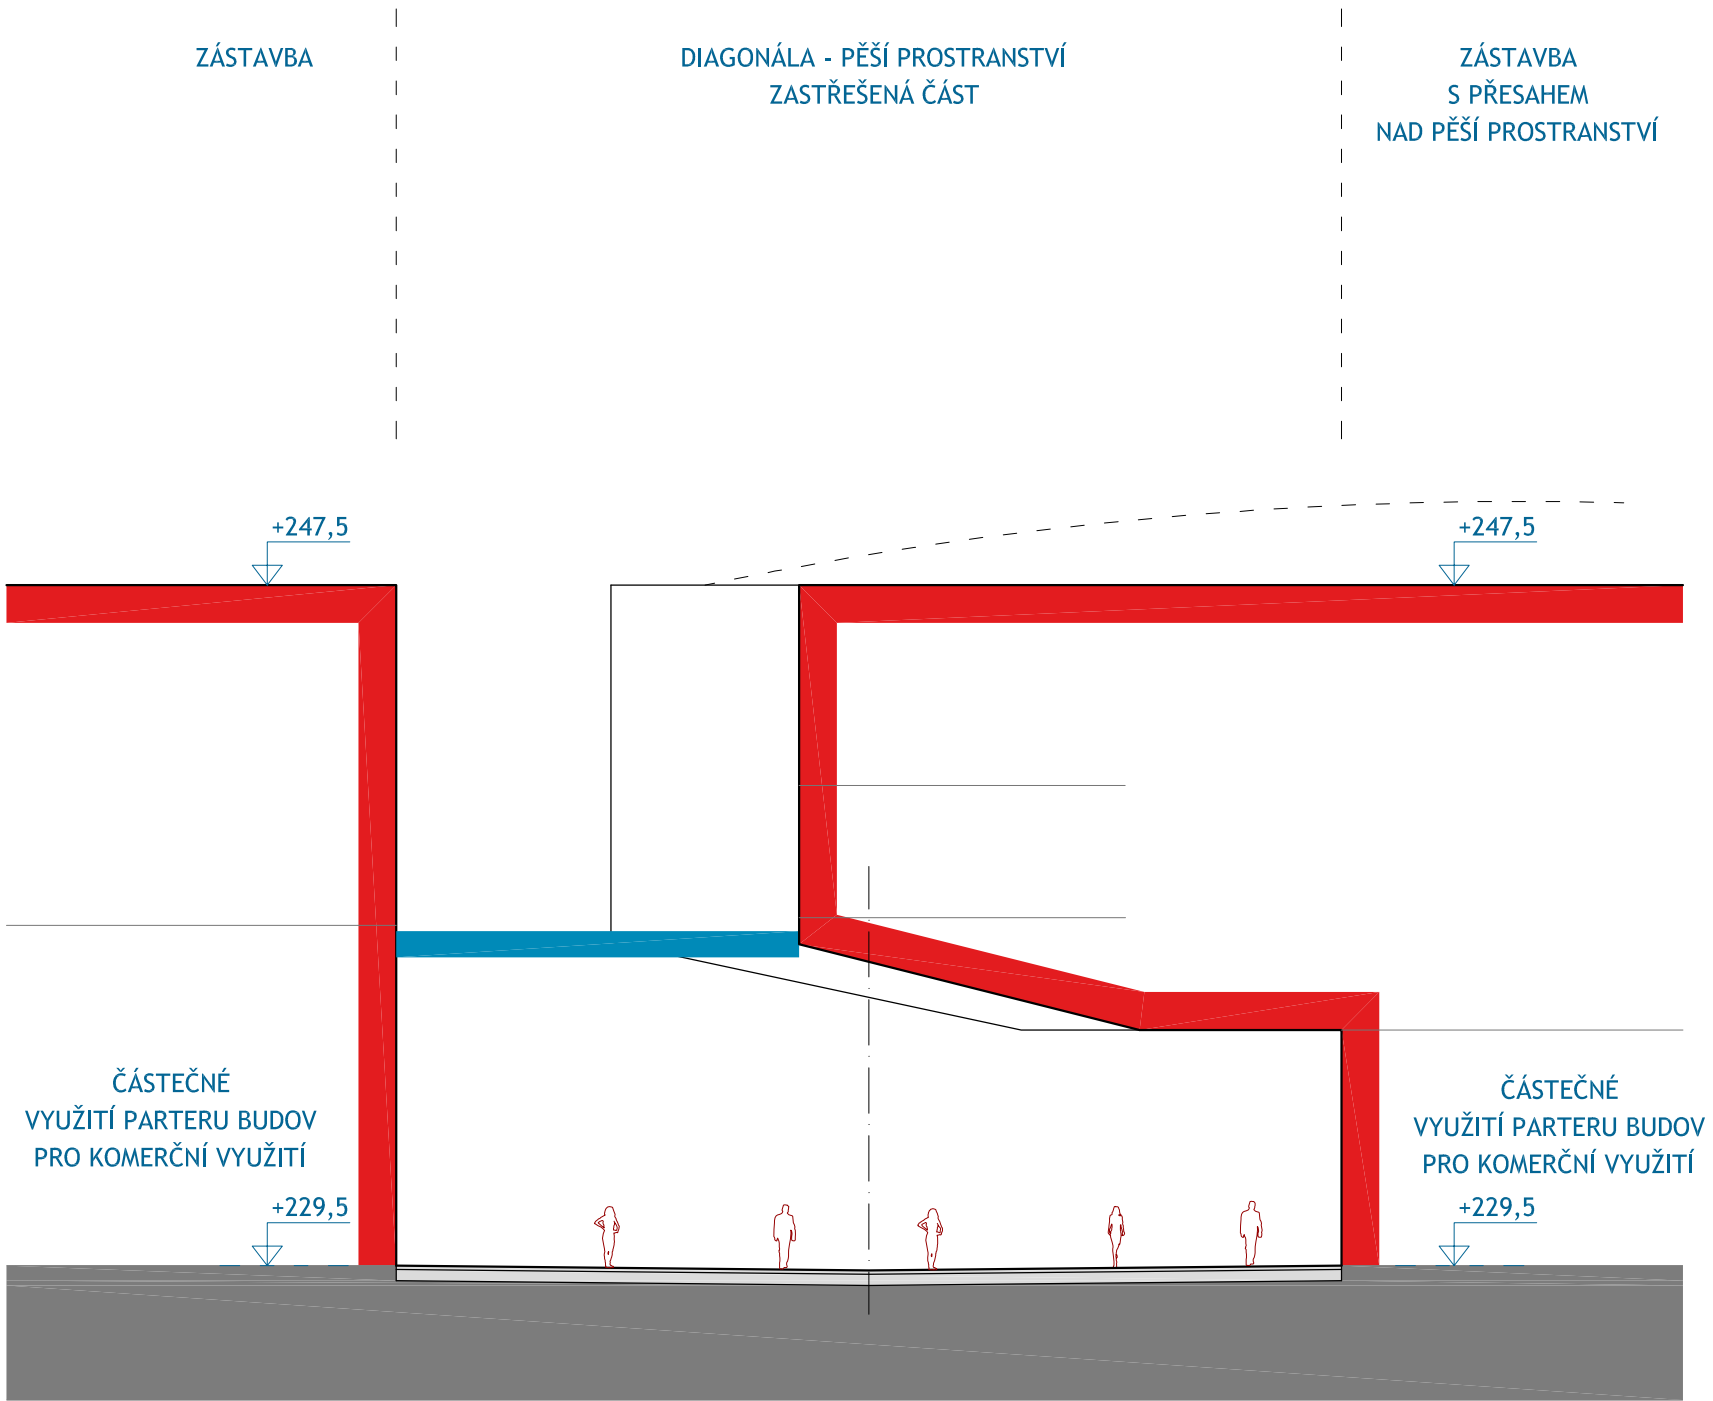 ZÁSTAVBA
DIAGONÁLA - PĚŠÍ PROSTRANSTVÍ
ZASTŘEŠENÁ ČÁST
ZÁSTAVBA
S PŘESAHEM
NAD PĚŠÍ PROSTRANSTVÍ
+247,5
+247,5
ČÁSTEČNÉ
VYUŽITÍ PARTERU BUDOV
PRO KOMERČNÍ VYUŽITÍ
ČÁSTEČNÉ
VYUŽITÍ PARTERU BUDOV
PRO KOMERČNÍ VYUŽITÍ
+229,5
+229,5